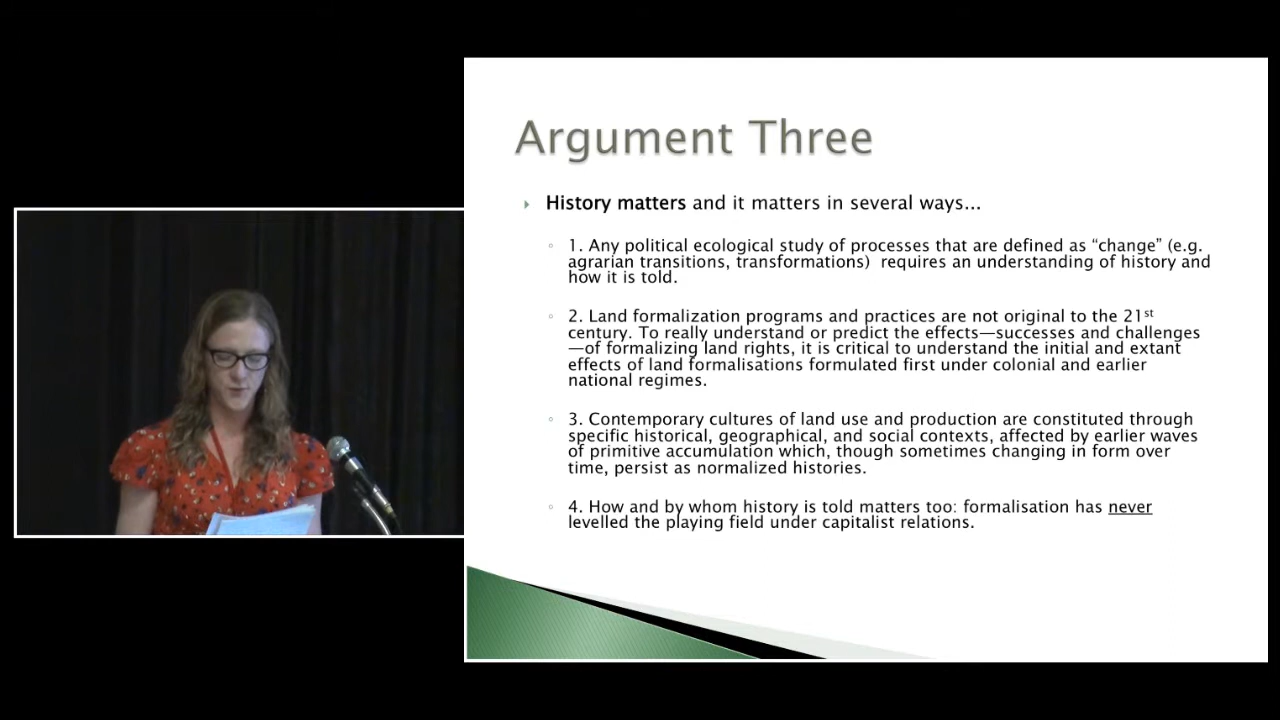 Argument Three
History matters and it matters in several ways...
1. Any political ecological study of processes that are defined as “change” (e.g.
agrarian transitions, transformations)  requires an understanding of history and
how it is told.
2. Land formalization programs and practices are not original to the 21st
century. To really understand or predict the effects—successes and challenges
—of formalizing land rights, it is critical to understand the initial and extant
effects of land formalisations formulated first under colonial and earlier
national regimes.
3. Contemporary cultures of land use and production are constituted through
specific historical, geographical, and social contexts, affected by earlier waves
of primitive accumulation which, though sometimes changing in form over
time, persist as normalized histories.
4. How and by whom history is told matters too: formalisation has never
levelled the playing field under capitalist relations.